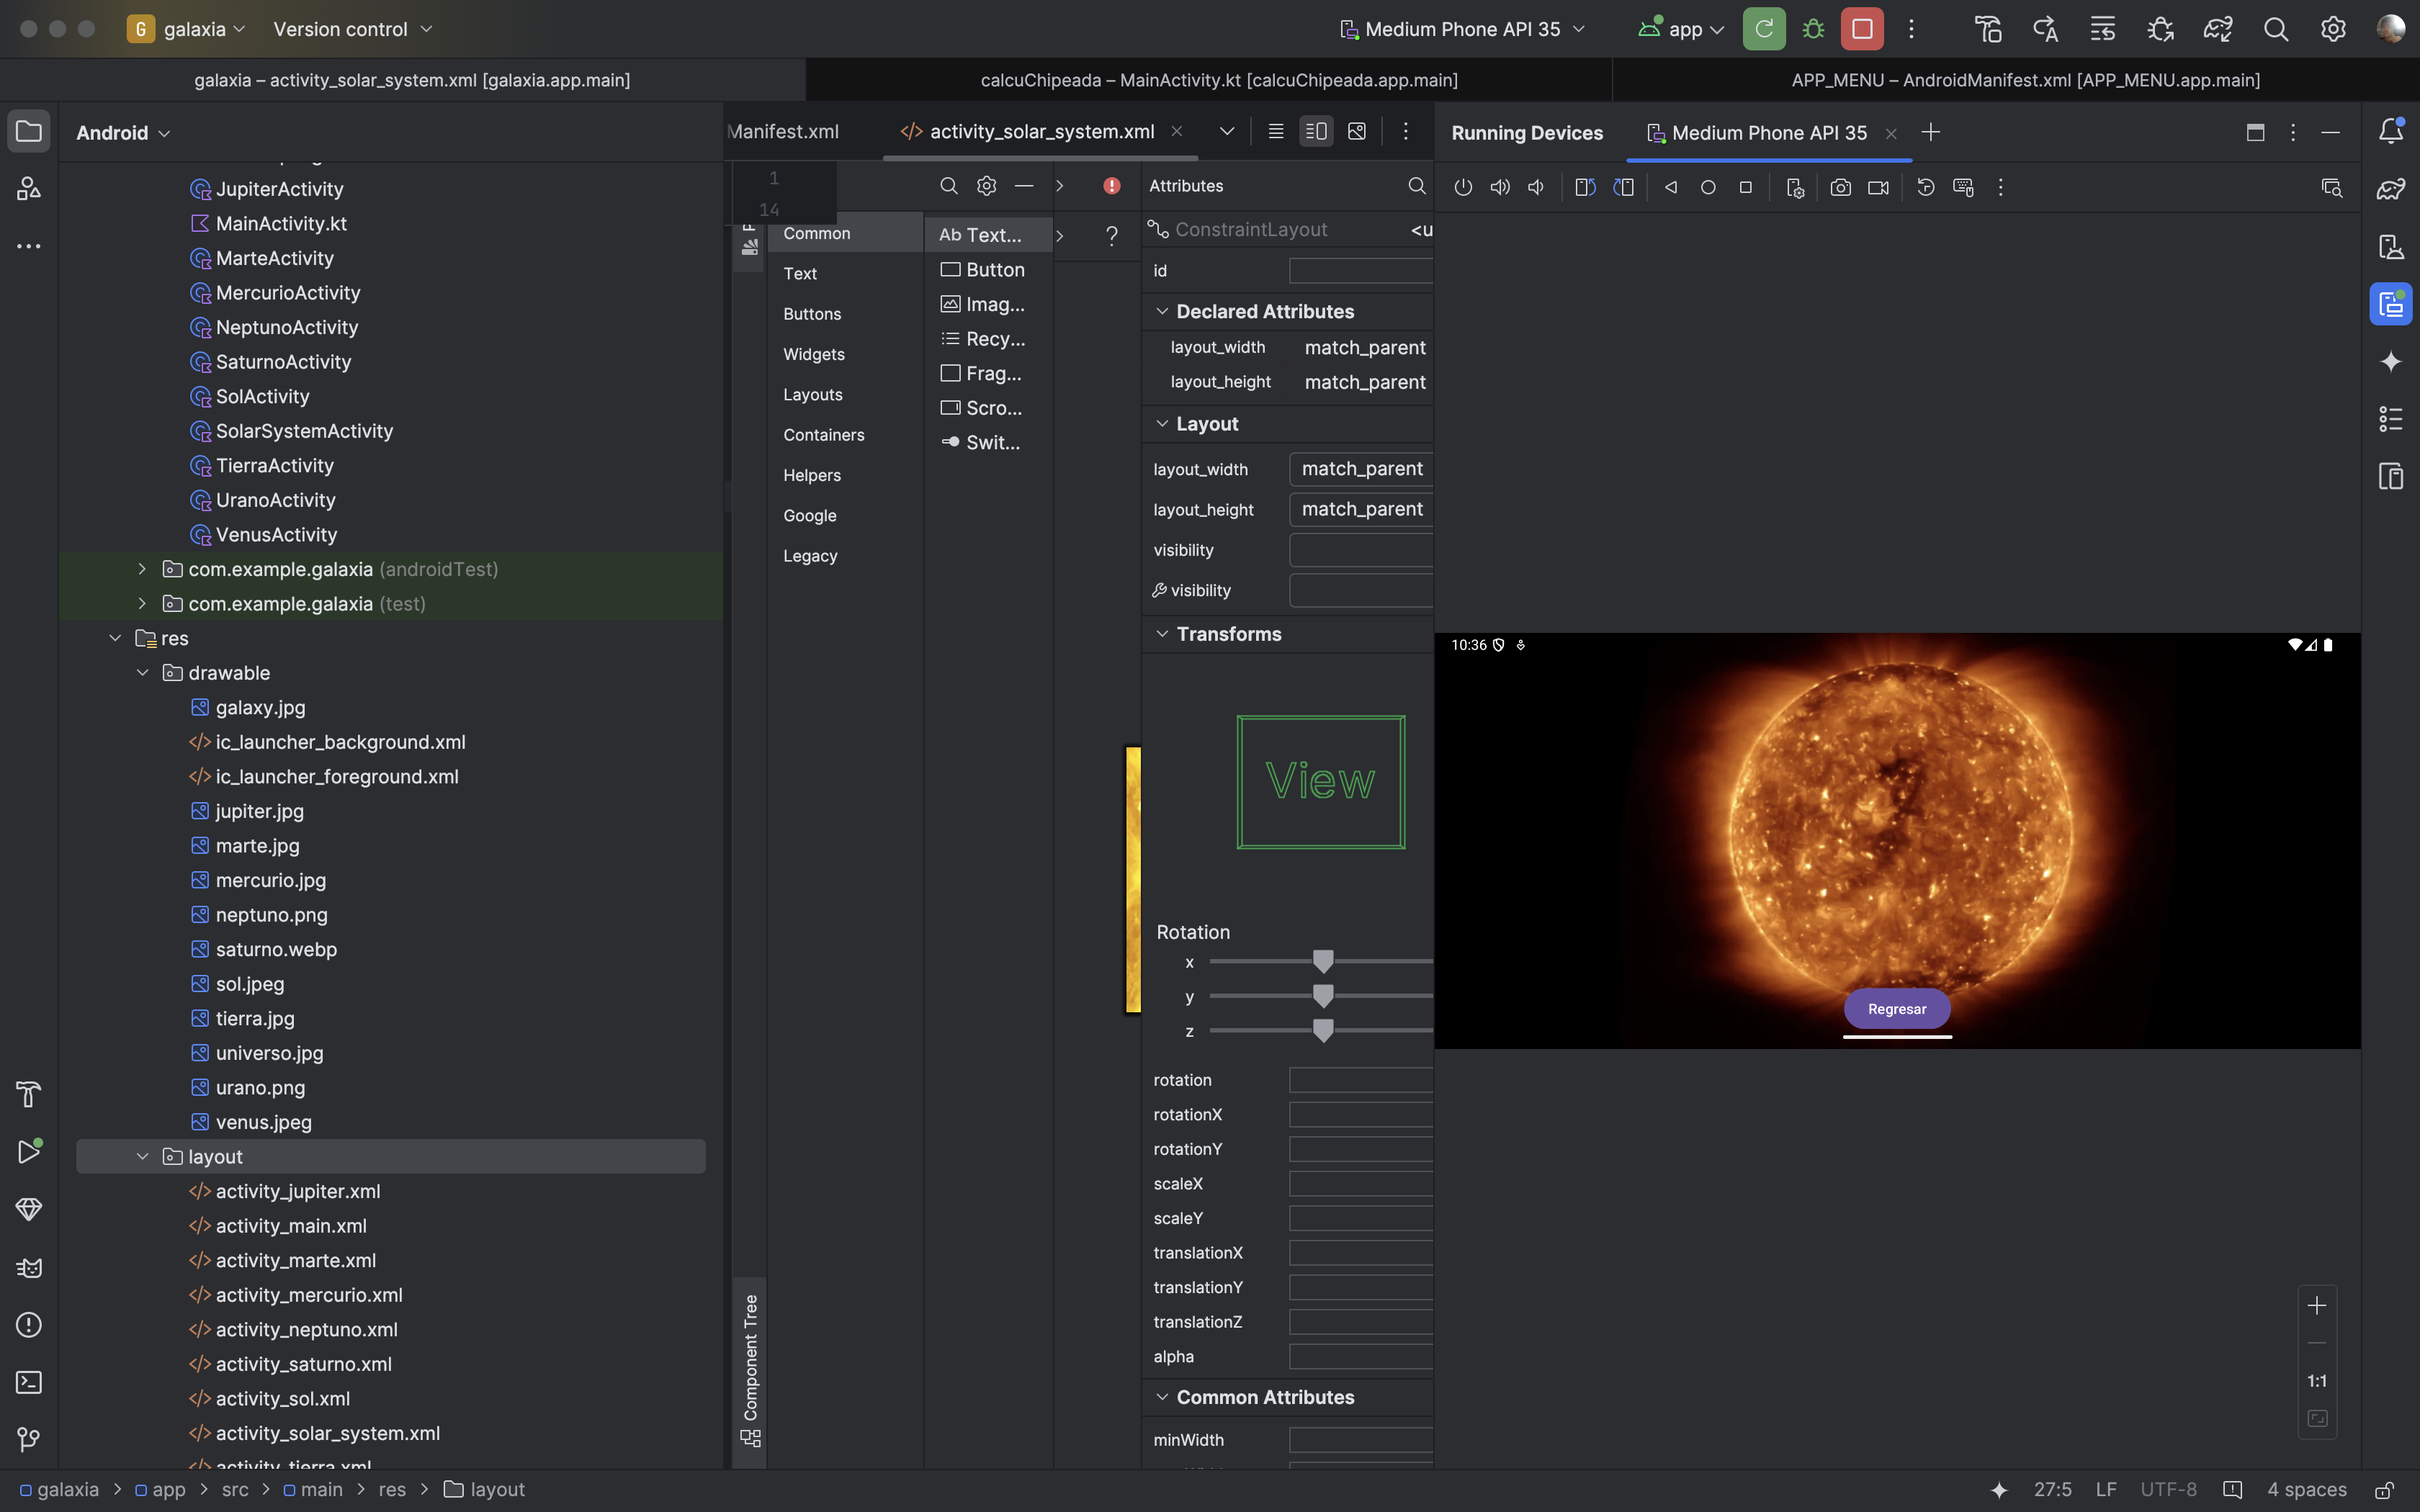 G galaxia Version control Medium Phone API 35 app
galaxia – activity_solar_system.xml [galaxia.app.main] calcuChipeada – MainActivity.kt [calcuChipeada.app.main] APP_MENU – AndroidManifest.xml [APP_MENU.app.main]
Android
JupiterActivity
MainActivity.kt
MarteActivity
MercurioActivity
NeptunoActivity
SaturnoActivity
SolActivity
SolarSystemActivity
TierraActivity
UranoActivity
VenusActivity
com.example.galaxia (androidTest)
com.example.galaxia (test)
res
drawable
galaxy.jpg
ic_launcher_background.xml
ic_launcher_foreground.xml
jupiter.jpg
marte.jpg
mercurio.jpg
neptuno.png
saturno.webp
sol.jpeg
tierra.jpg
universo.jpg
urano.png
venus.jpeg
layout
activity_jupiter.xml
activity_main.xml
activity_marte.xml
activity_mercurio.xml
activity_neptuno.xml
activity_saturno.xml
activity_sol.xml
activity_solar_system.xml
activity_tierra.xml
Manifest.xml activity_solar_system.xml
1
14
Common
Text
Buttons
Widgets
Layouts
Containers
Helpers
Google
Legacy
Ab Text...
Button
Imag...
Recy...
Frag...
Scro...
Swit...
Component Tree
?
Attributes
ConstraintLayout <u
id
Declared Attributes
layout_width match_parent
layout_height match_parent
Layout
layout_width match_parent
layout_height match_parent
visibility
visibility
Transforms
View
Rotation
x
y
z
rotation
rotationX
rotationY
scaleX
scaleY
translationX
translationY
translationZ
alpha
Common Attributes
minWidth
Running Devices Medium Phone API 35
10:36
Regresar
1:1
galaxia > app > src > main > res > layout 27:5 LF UTF-8 4 spaces